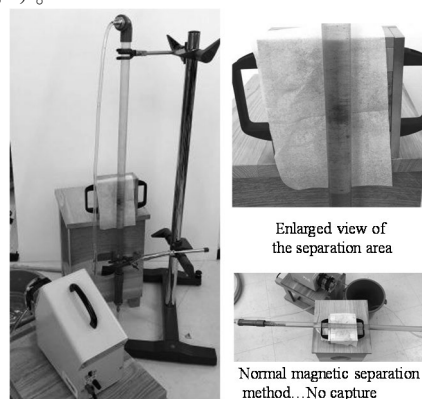 Enlarged view of
the separation area
Normal magnetic separation
method…No capture